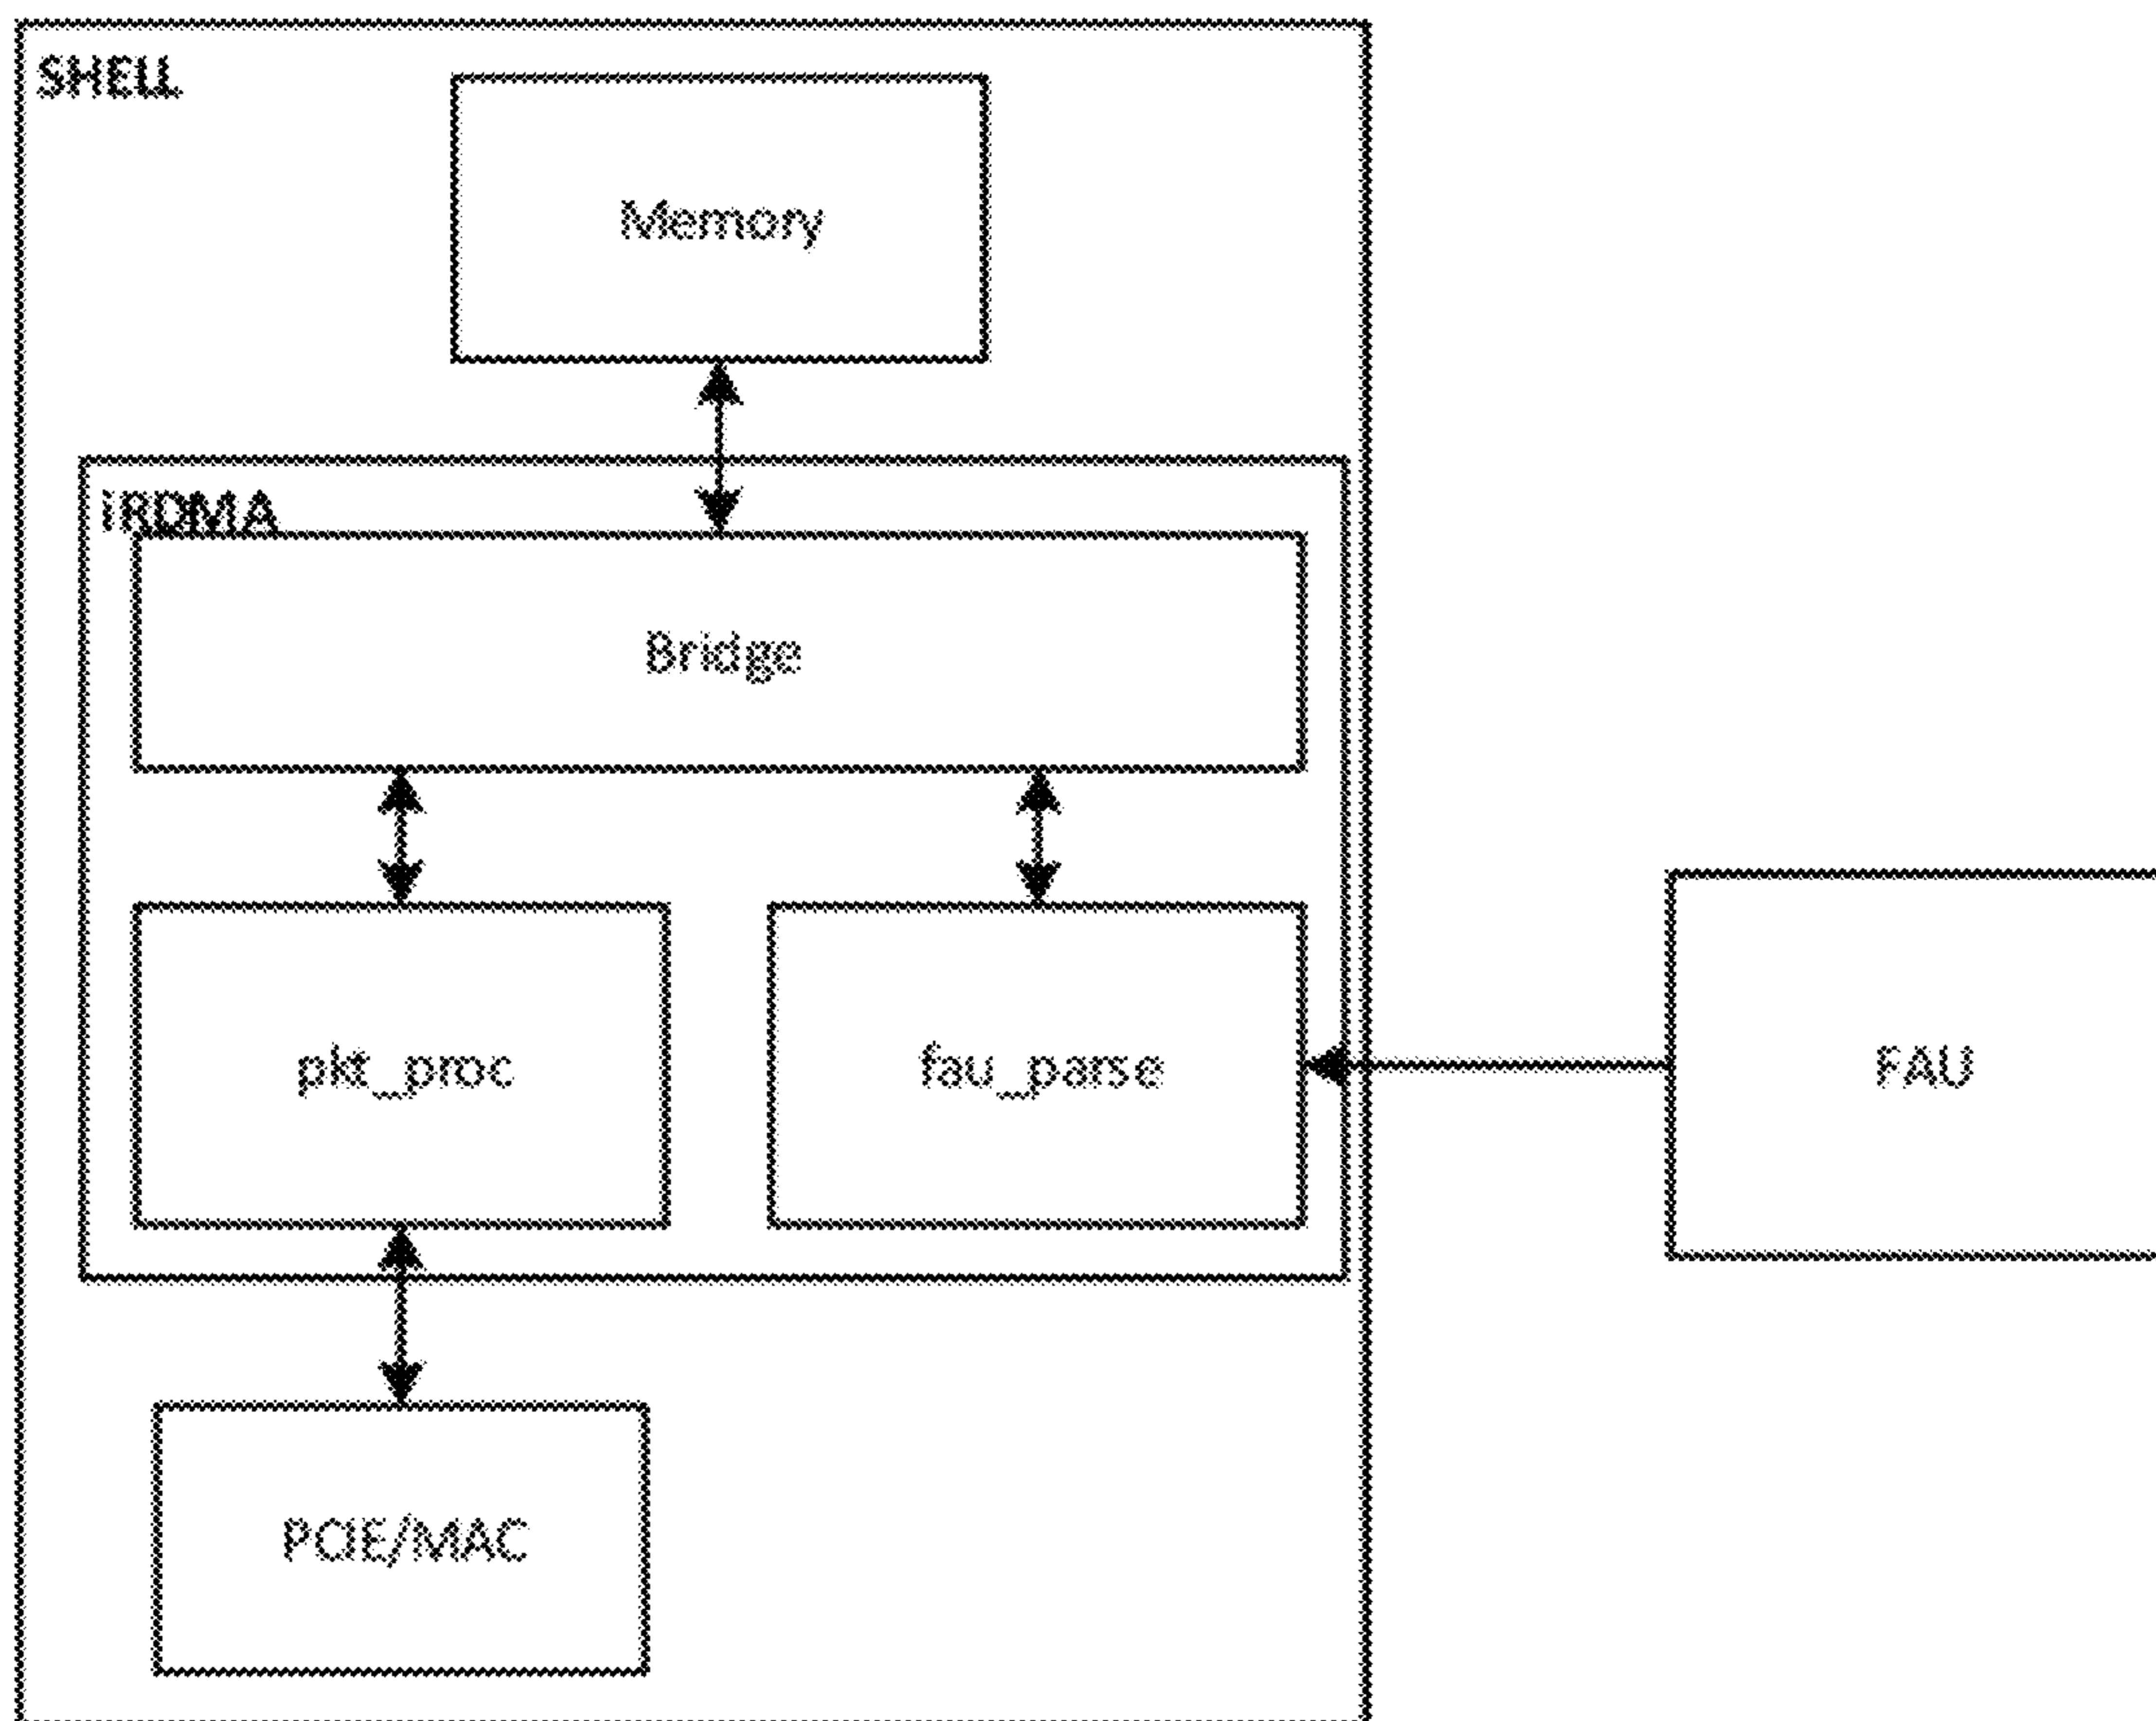 SHELL
Memory
iRDMA
Bridge
pkt_proc
fau_parse
FAU
PCIE/MAC